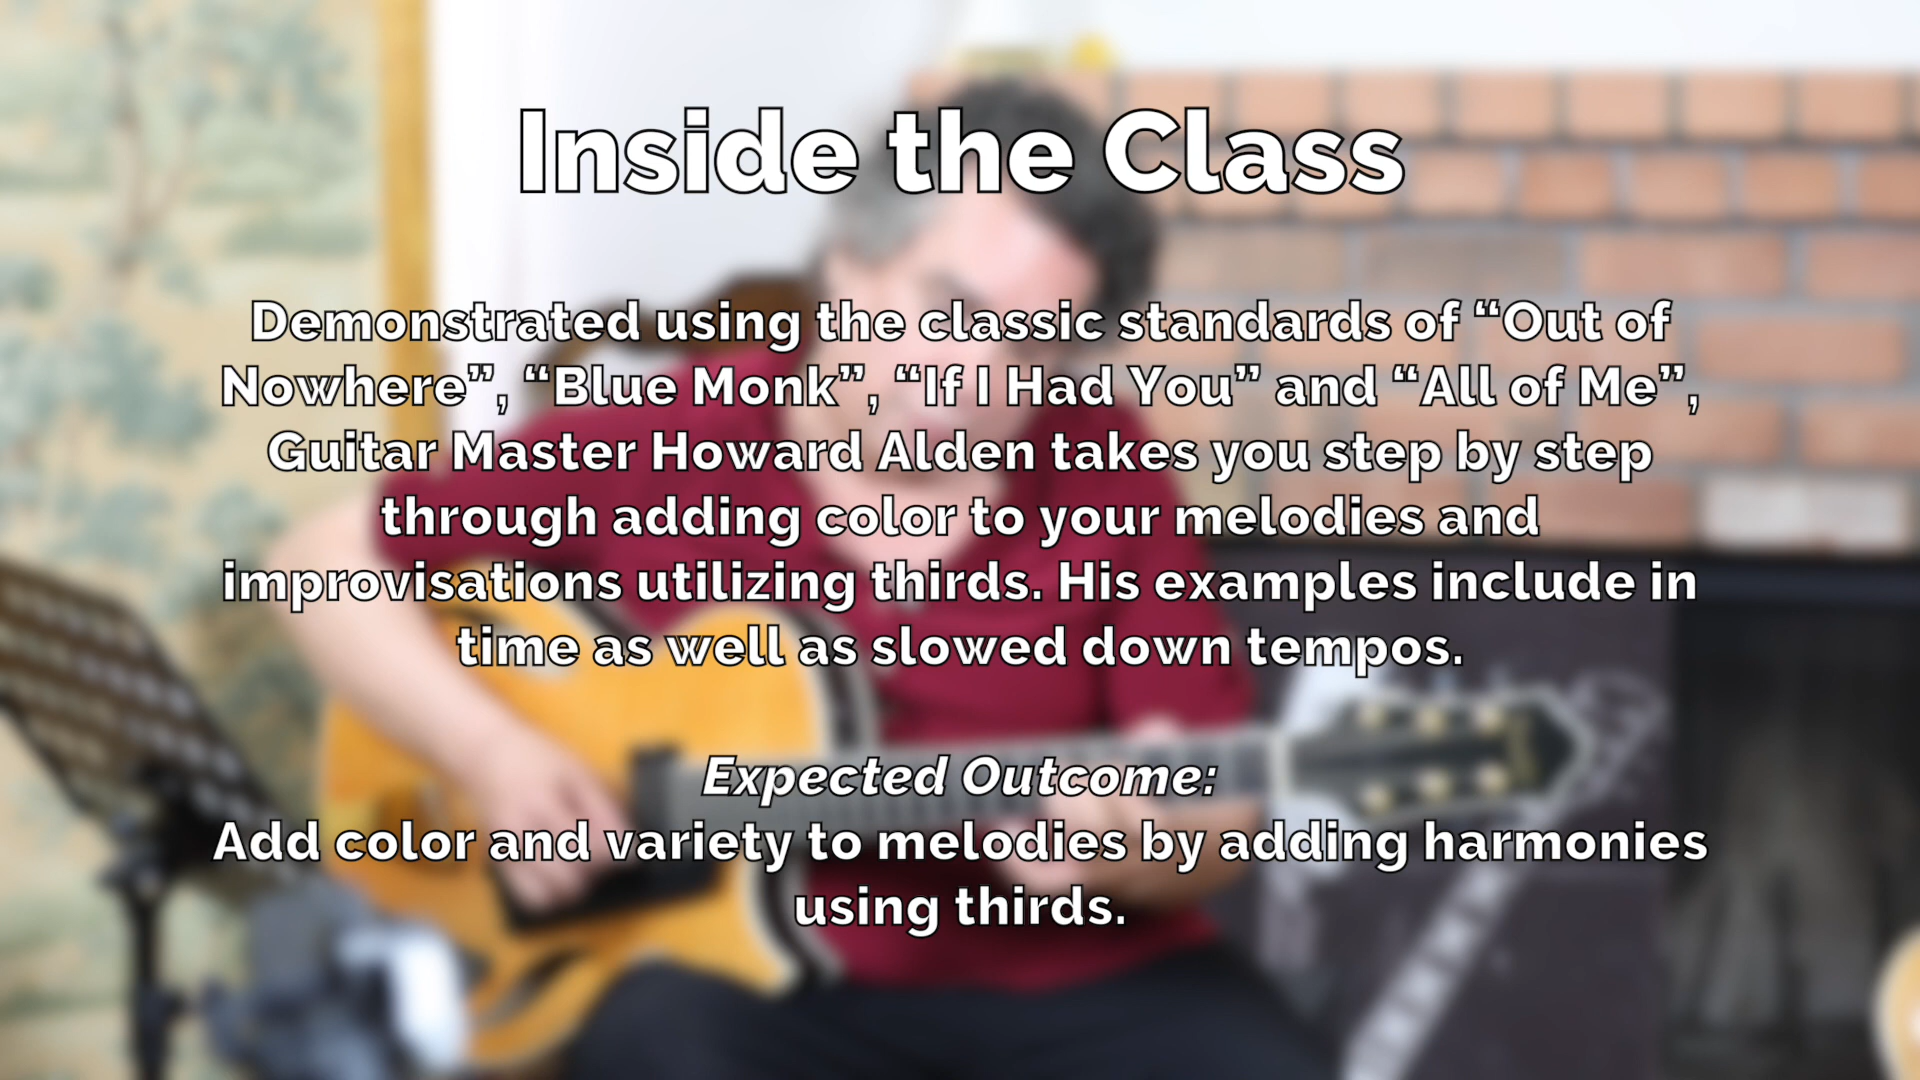 Inside the Class
Demonstrated using the classic standards of “Out of
Nowhere”, “Blue Monk”, “If I Had You” and “All of Me”,
Guitar Master Howard Alden takes you step by step
through adding color to your melodies and
improvisations utilizing thirds. His examples include in
time as well as slowed down tempos.
Expected Outcome:
Add color and variety to melodies by adding harmonies
using thirds.